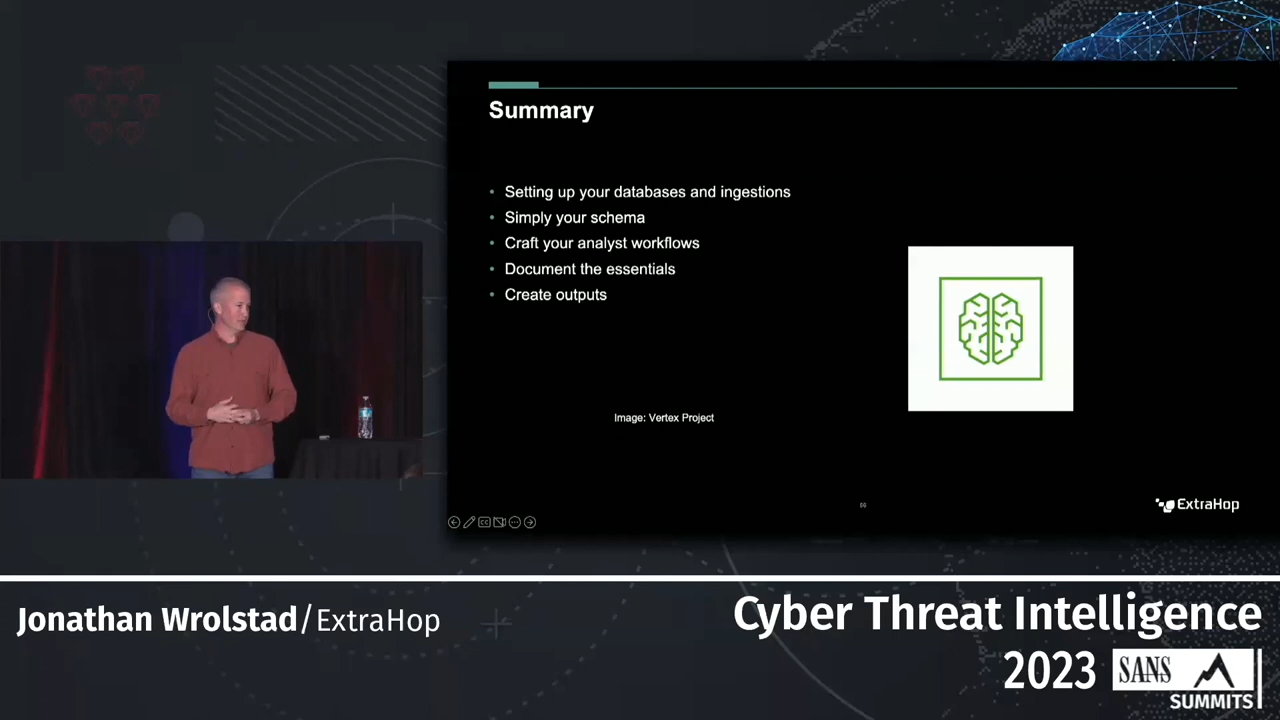 Summary
• Setting up your databases and ingestions
• Simply your schema
• Craft your analyst workflows
• Document the essentials
• Create outputs
Image: Vertex Project
ExtraHop
CC
Jonathan Wrolstad/ExtraHop
Cyber Threat Intelligence
2023 SANS
SUMMITS